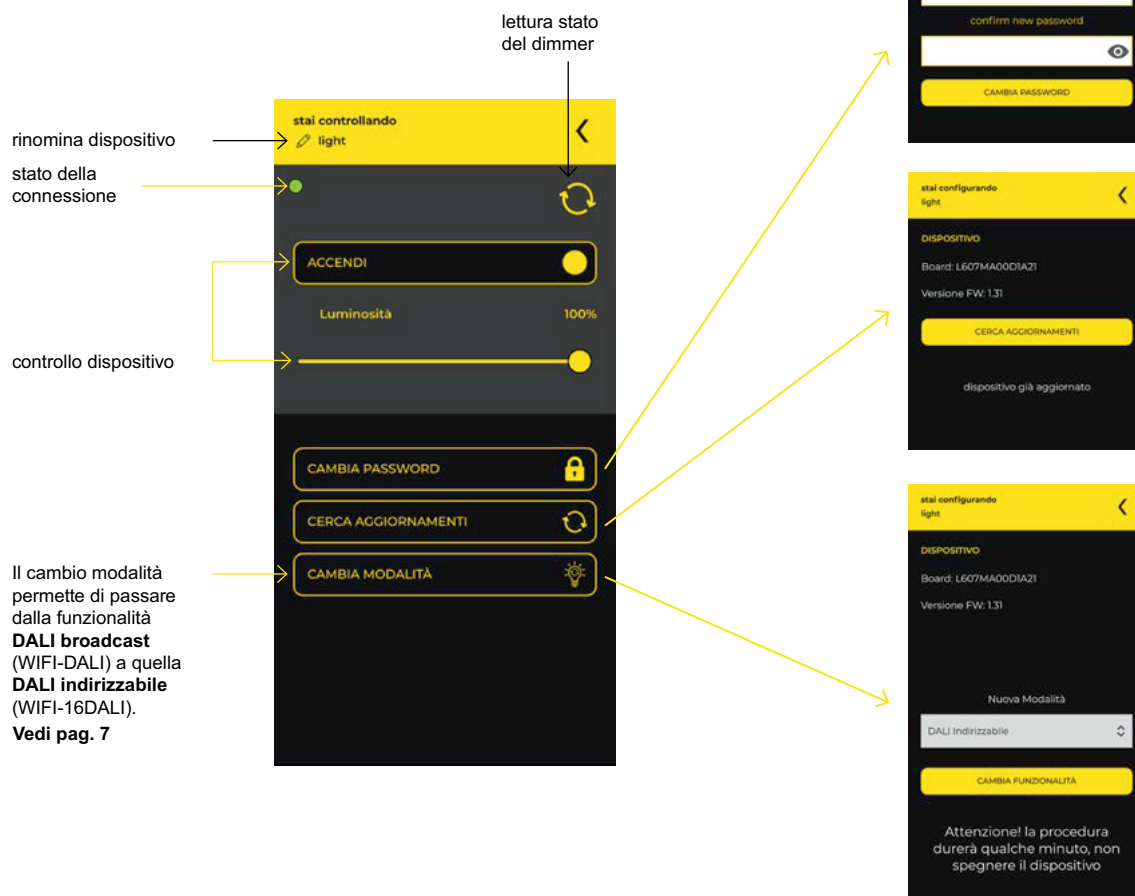 lettura stato
del dimmer
rinomina dispositivo
stato della
connessione
controllo dispositivo
Il cambio modalità
permette di passare
dalla funzionalità
DALI broadcast
(WIFI-DALI) a quella
DALI indirizzabile
(WIFI-16DALI).
Vedi pag. 7
stai controllando
light
ACCENDI
Luminosità 100%
CAMBIA PASSWORD
CERCA AGGIORNAMENTI
CAMBIA MODALITÀ
confirm new password
CAMBIA PASSWORD
stai configurando
light
DISPOSITIVO
Board: L607MA00D1A21
Versione FW: 1.31
CERCA AGGIORNAMENTI
dispositivo già aggiornato
stai configurando
light
DISPOSITIVO
Board: L607MA00D1A21
Versione FW: 1.31
Nuova Modalità
DALI Indirizzabile
CAMBIA FUNZIONALITÀ
Attenzione! la procedura
durerà qualche minuto, non
spegnere il dispositivo